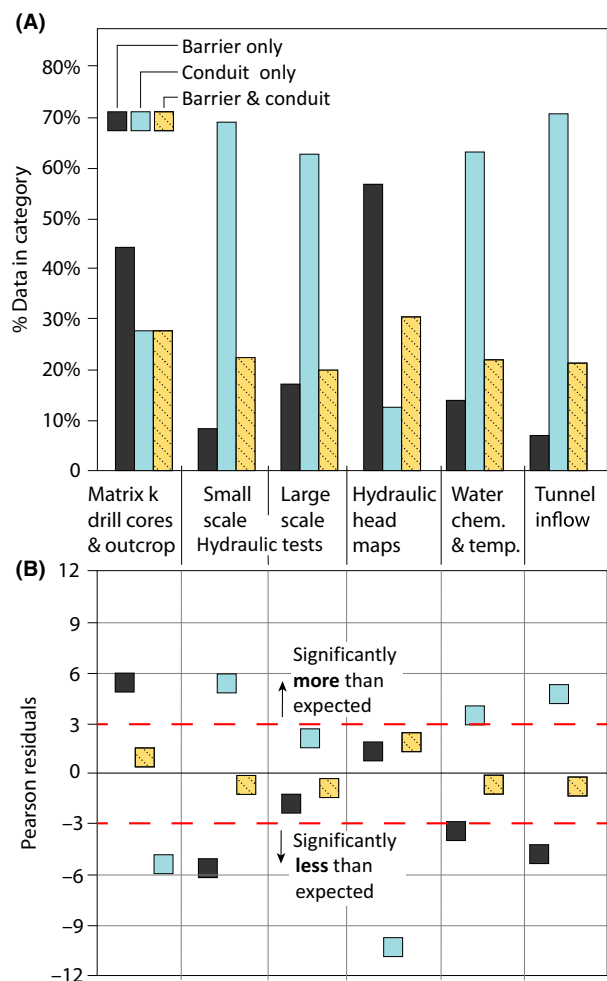 (A)
Barrier only
Conduit only
Barrier & conduit
% Data in category
80%
70%
60%
50%
40%
30%
20%
10%
0
Matrix k
drill cores
& outcrop
Small
scale
Large
scale
Hydraulic tests
Hydraulic
head
maps
Water
chem.
& temp.
Tunnel
inflow
(B)
Pearson residuals
12
9
6
3
0
−3
−6
−9
−12
Significantly
more than
expected
Significantly
less than
expected